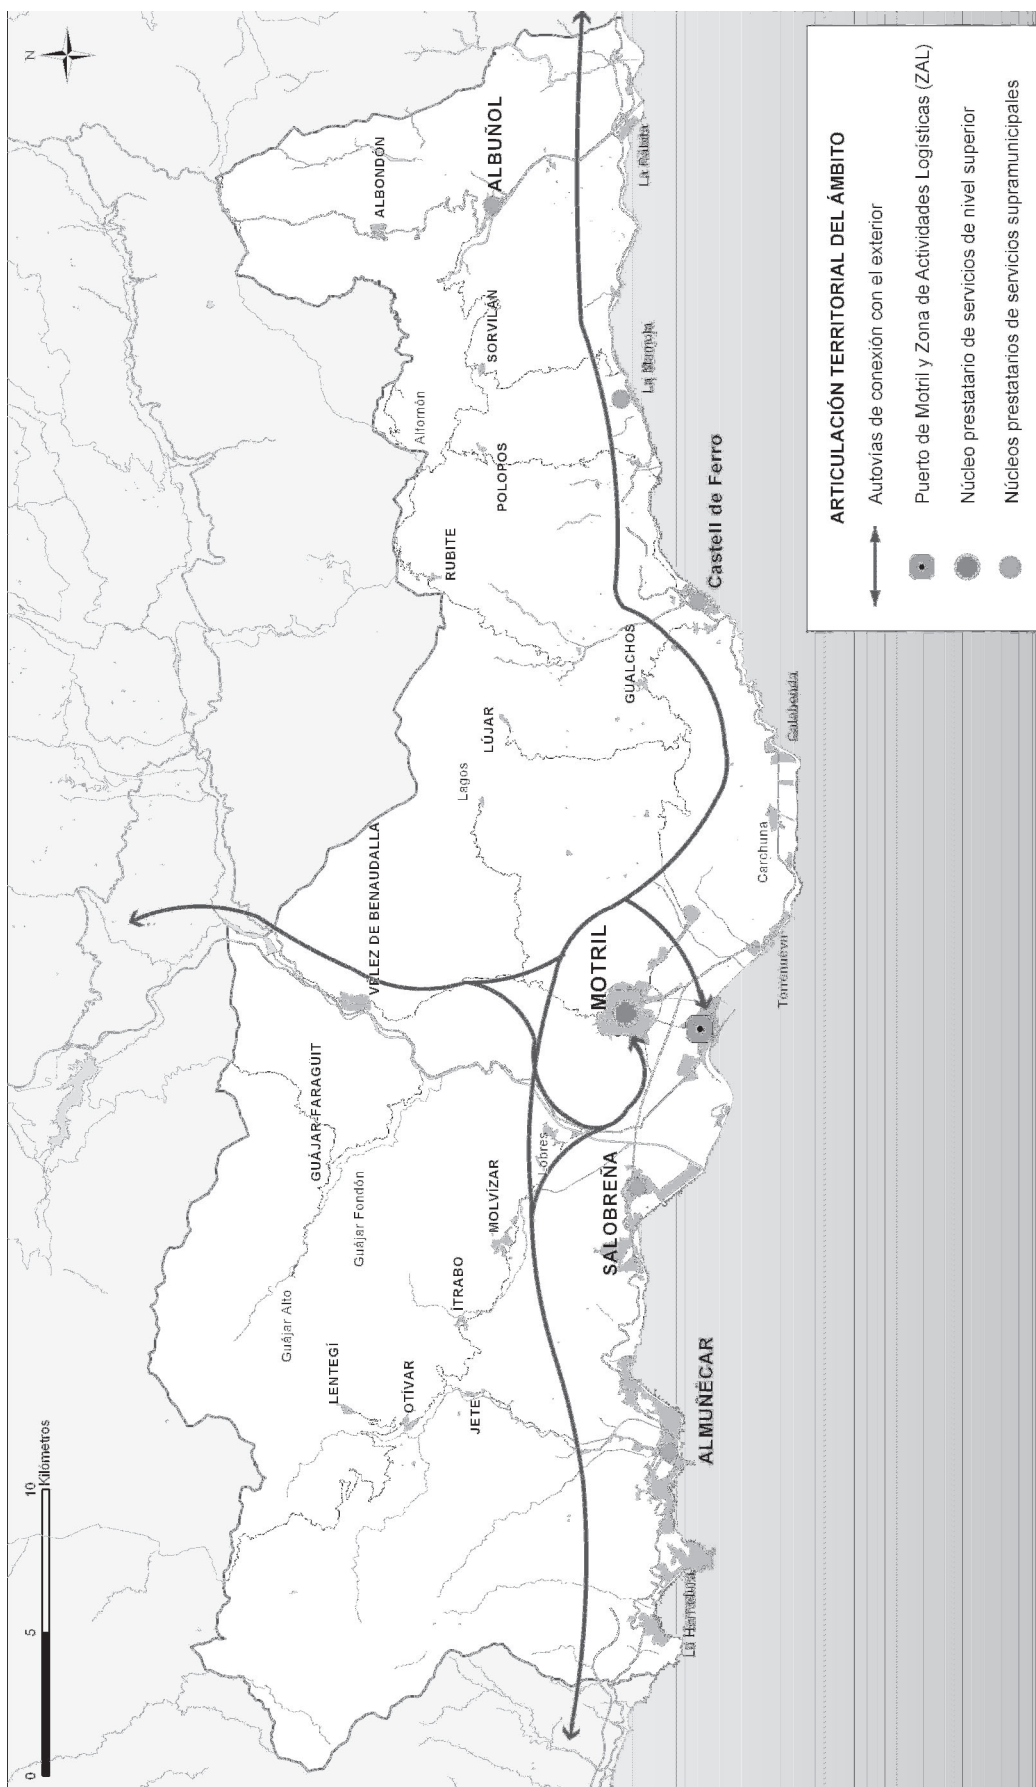 N
0 5 10
Kilómetros
ALBONDÓN
ALBUÑOL
La Rábita
SORVILÁN
Alfornón
La Mamola
POLOPOS
RUBITE
Castell de Ferro
GUALCHOS
LÚJAR
Lagos
Calahonda
Carchuna
VÉLEZ DE BENAUDALLA
MOTRIL
Torrenueva
GUÁJAR-FARAGUIT
Guájar Fondón
Guájar Alto
Lobres
MOLVÍZAR
SALOBREÑA
ÍTRABO
LENTEGÍ
OTÍVAR
JETE
ALMUÑÉCAR
La Herradura
ARTICULACIÓN TERRITORIAL DEL ÁMBITO
Autovías de conexión con el exterior
Puerto de Motril y Zona de Actividades Logísticas (ZAL)
Núcleo prestatario de servicios de nivel superior
Núcleos prestatarios de servicios supramunicipales